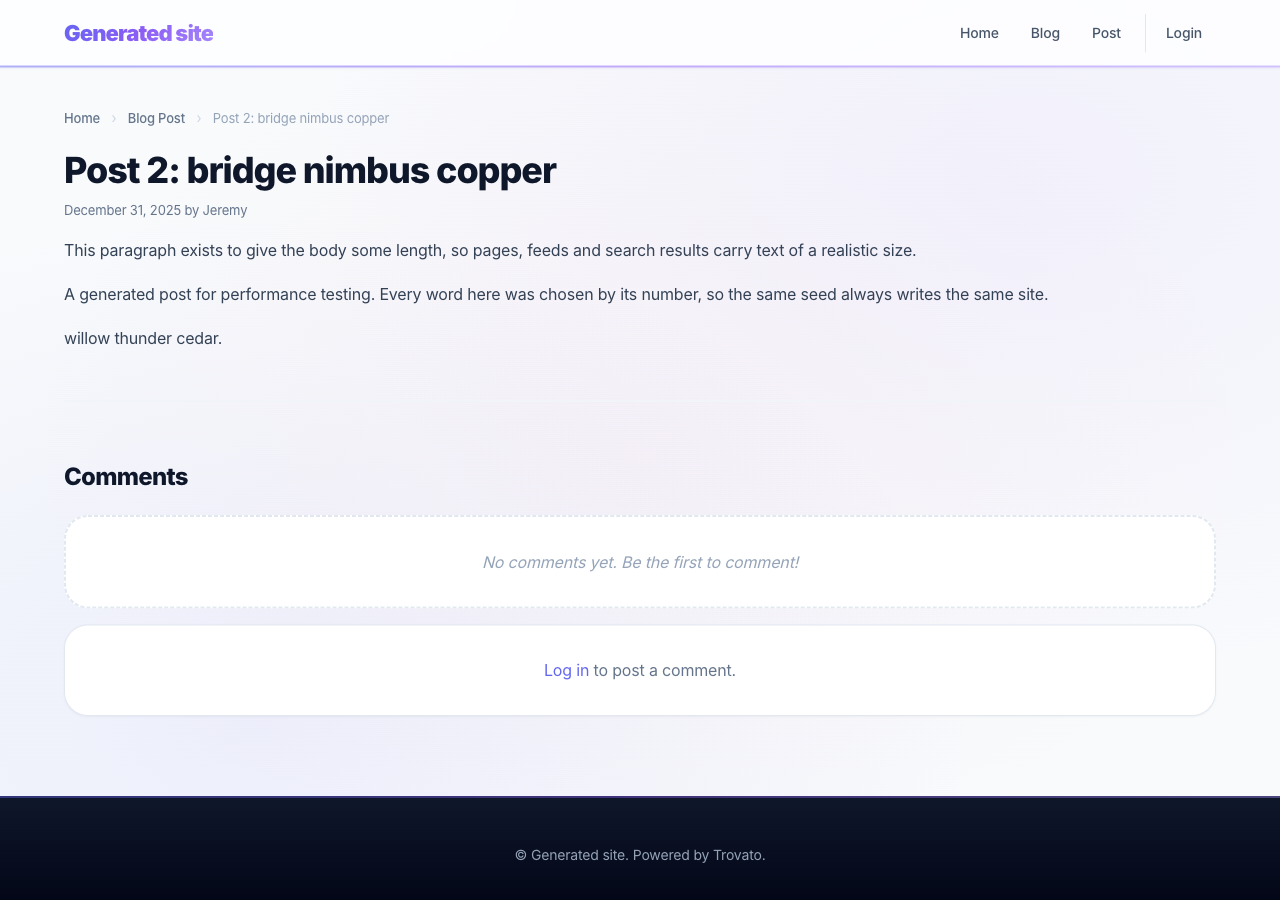 Generated site
Home Blog Post Login
Home › Blog Post › Post 2: bridge nimbus copper
Post 2: bridge nimbus copper
December 31, 2025 by Jeremy
This paragraph exists to give the body some length, so pages, feeds and search results carry text of a realistic size.
A generated post for performance testing. Every word here was chosen by its number, so the same seed always writes the same site.
willow thunder cedar.
Comments
No comments yet. Be the first to comment!
Log in to post a comment.
© Generated site. Powered by Trovato.